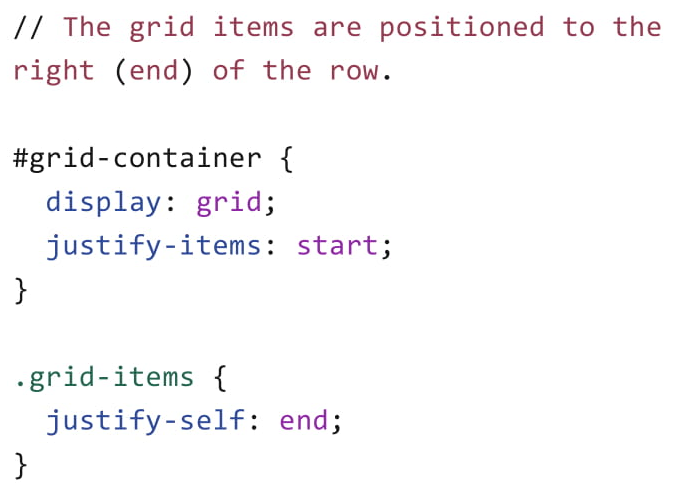 // The grid items are positioned to the
right (end) of the row.
#grid-container {
  display: grid;
  justify-items: start;
}
.grid-items {
  justify-self: end;
}